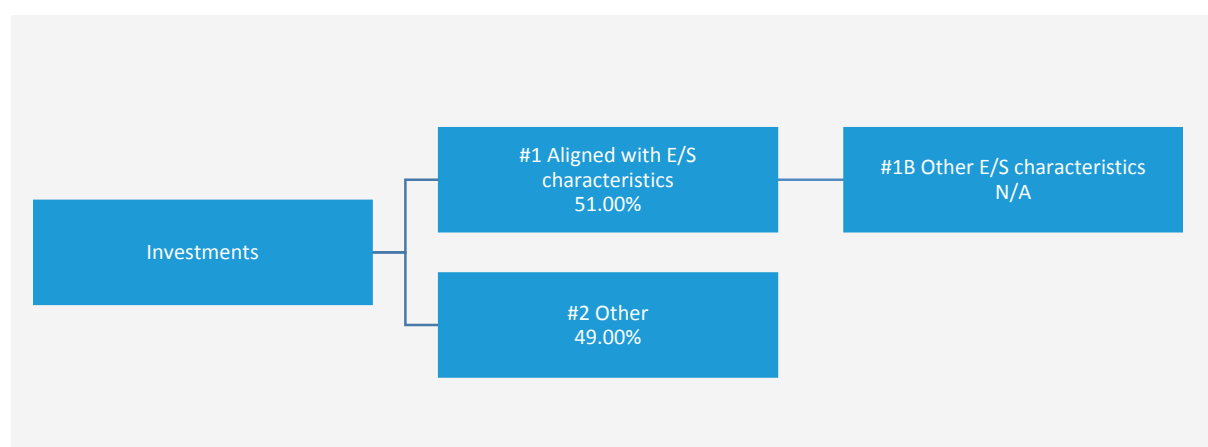 Investments
#1 Aligned with E/S
characteristics
51.00%
#1B Other E/S characteristics
N/A
#2 Other
49.00%